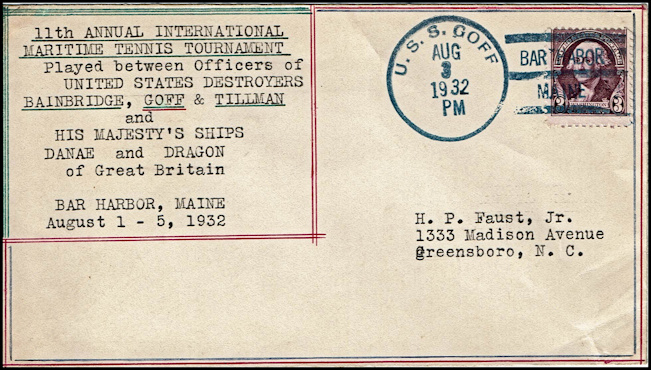 11th ANNUAL INTERNATIONAL
MARITIME TENNIS TOURNAMENT
Played between Officers of
UNITED STATES DESTROYERS
BAINBRIDGE, GOFF & TILLMAN
and
HIS MAJESTY'S SHIPS
DANAE and DRAGON
of Great Britain
BAR HARBOR, MAINE
August 1 - 5, 1932
U. S. S. GOFF
AUG
3
1932
PM
BAR HARBOR
MAINE
3 3
H. P. Faust, Jr.
1333 Madison Avenue
Greensboro, N. C.